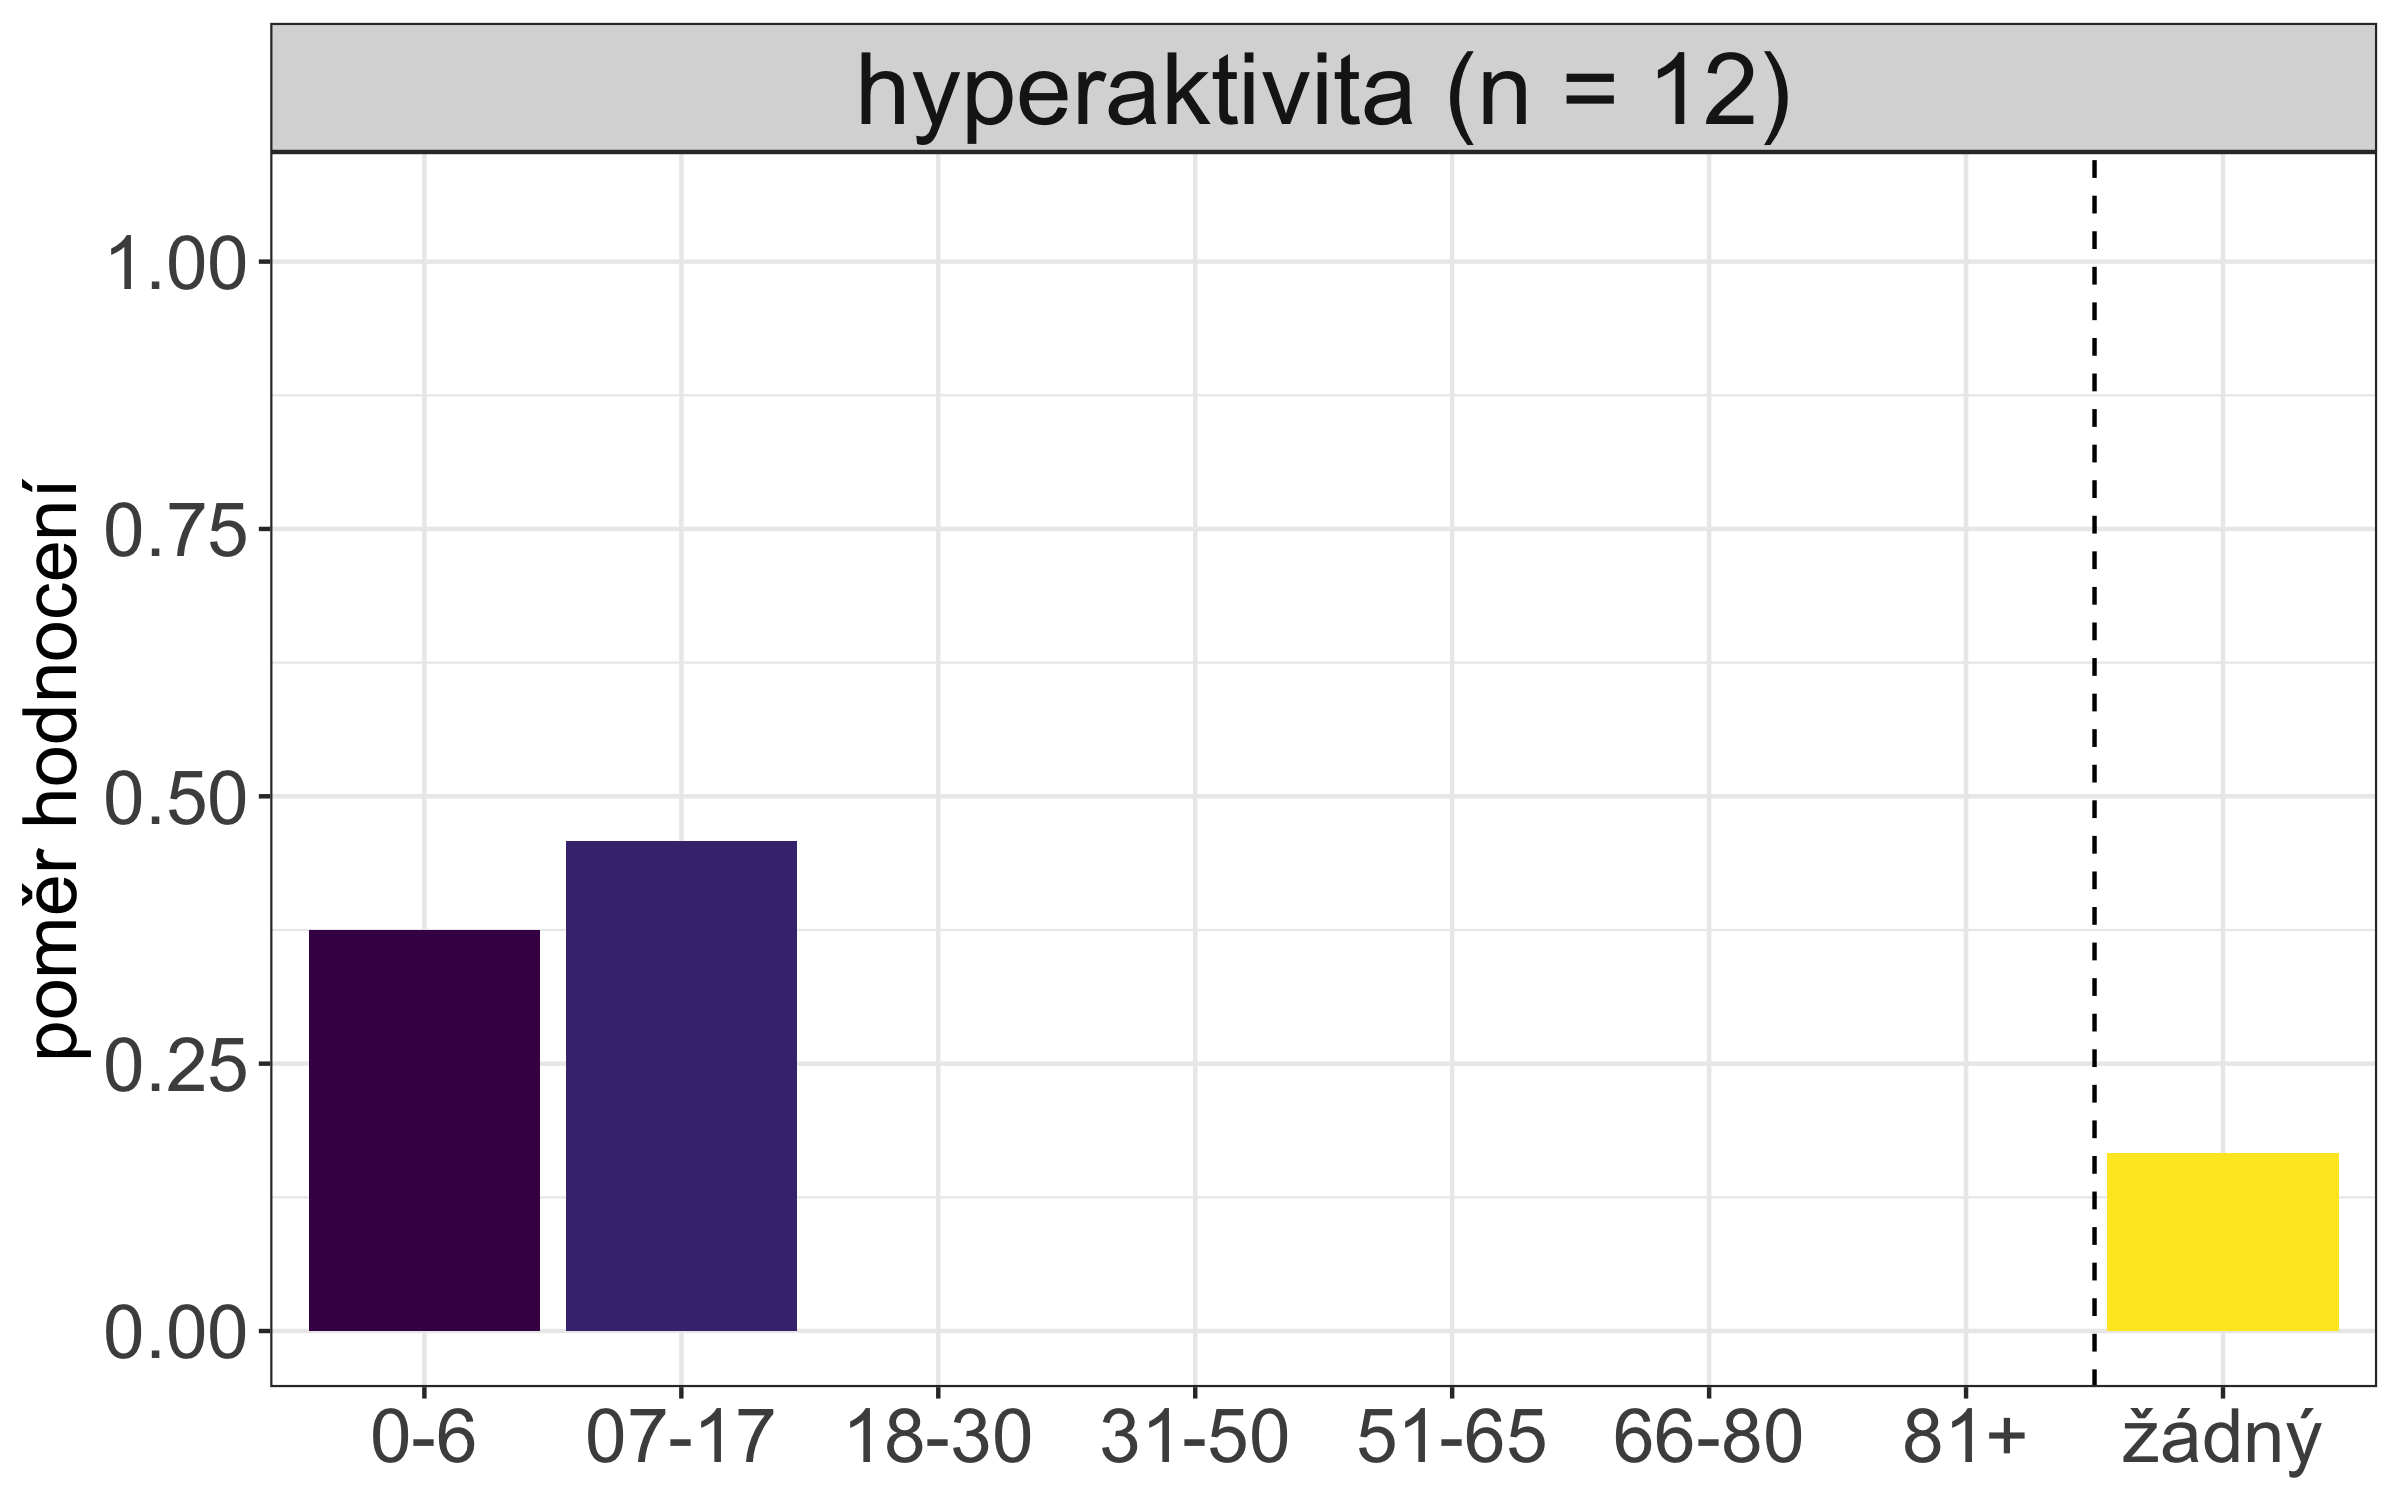 hyperaktivita (n = 12)
poměr hodnocení
1.00
0.75
0.50
0.25
0.00
0-6 07-17 18-30 31-50 51-65 66-80 81+ žádný